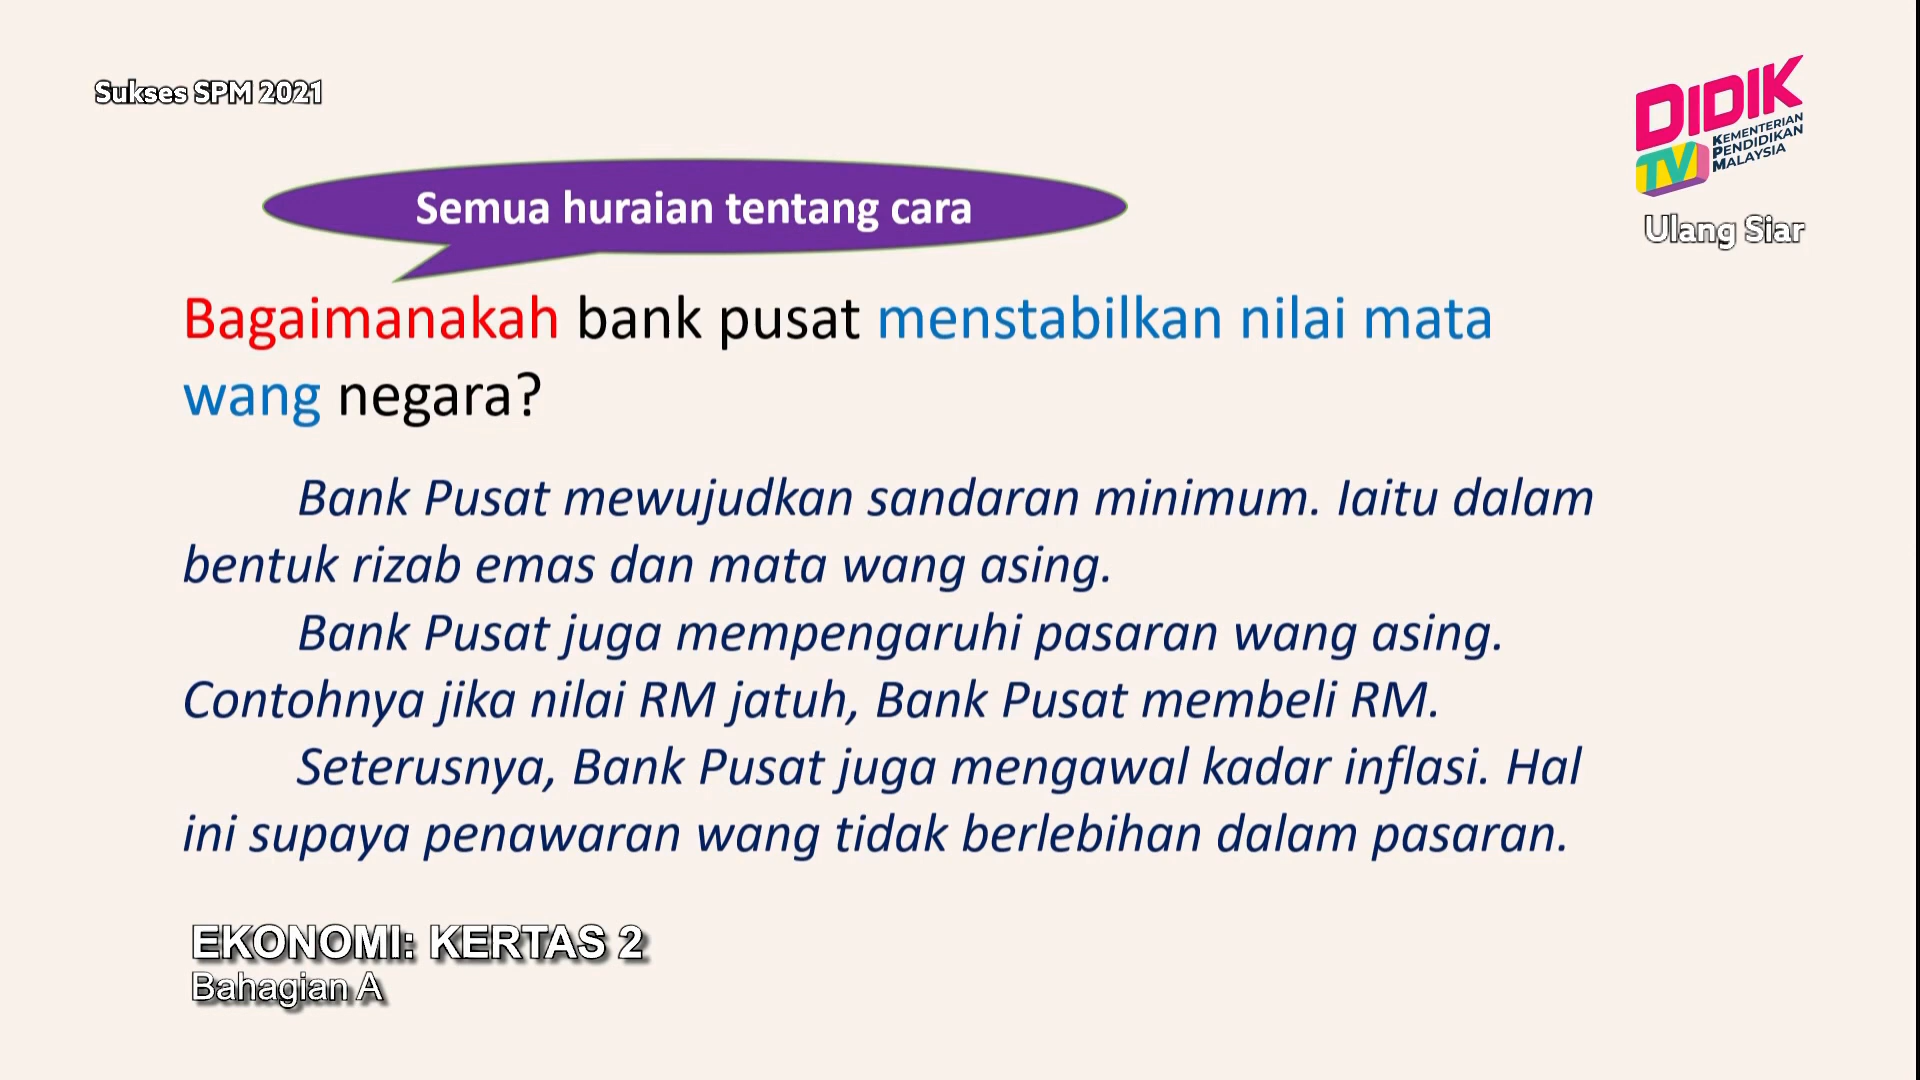 Sukses SPM 2021
DIDIK
TV
KEMENTERIAN
PENDIDIKAN
MALAYSIA
Ulang Siar
Semua huraian tentang cara
Bagaimanakah bank pusat menstabilkan nilai mata
wang negara?
Bank Pusat mewujudkan sandaran minimum. Iaitu dalam
bentuk rizab emas dan mata wang asing.
Bank Pusat juga mempengaruhi pasaran wang asing.
Contohnya jika nilai RM jatuh, Bank Pusat membeli RM.
Seterusnya, Bank Pusat juga mengawal kadar inflasi. Hal
ini supaya penawaran wang tidak berlebihan dalam pasaran.
EKONOMI: KERTAS 2
Bahagian A